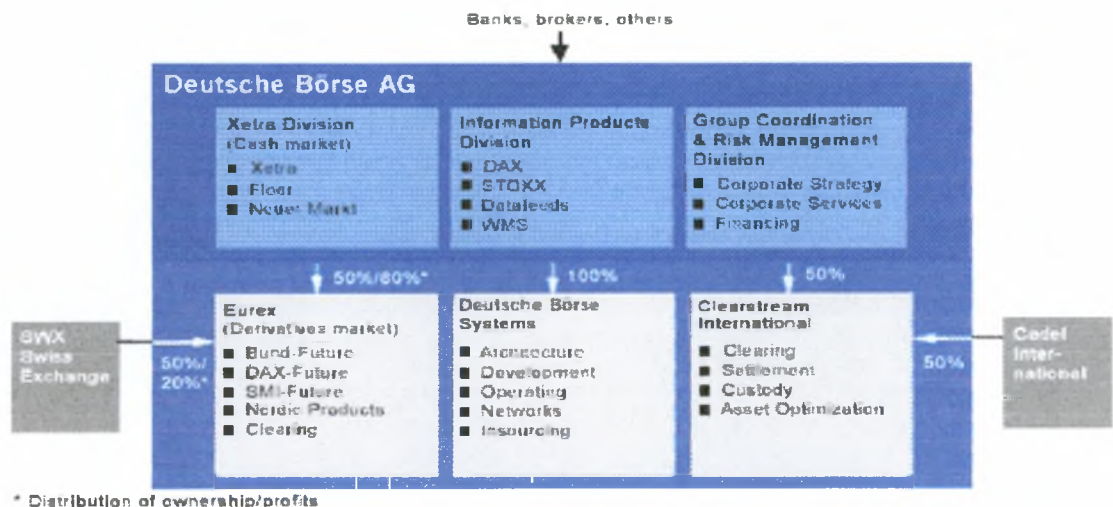 Banks, brokers, others
Deutsche Börse AG
Xetra Division
(Cash market)
■ Xetra
■ Floor
■ Neuer Markt
Information Products
Division
■ DAX
■ STOXX
■ Datafeeds
■ WMS
Group Coordination
& Risk Management
Division
■ Corporate Strategy
■ Corporate Services
■ Financing
50%/80%*
100%
50%
SWX
Swiss
Exchange
50%/
20%*
Eurex
(Derivatives market)
■ Bund-Future
■ DAX-Future
■ SMI-Future
■ Nordic Products
■ Clearing
Deutsche Börse
Systems
■ Architecture
■ Development
■ Operating
■ Networks
■ Insourcing
Clearstream
International
■ Clearing
■ Settlement
■ Custody
■ Asset Optimization
50%
Cedel
Inter-
national
* Distribution of ownership/profits